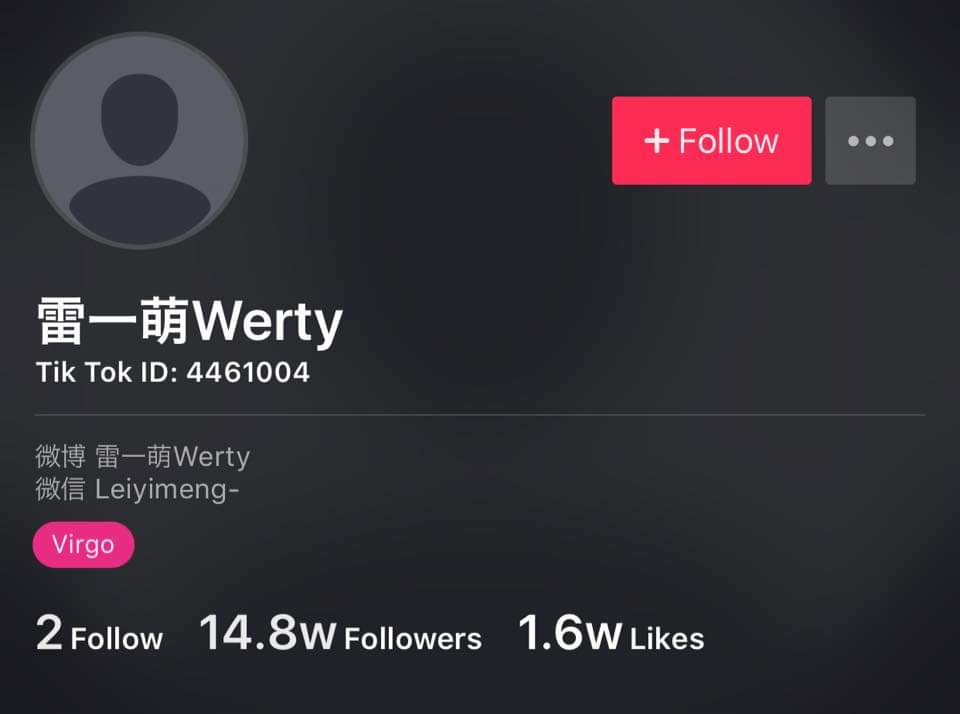 + Follow
雷一萌Werty
Tik Tok ID: 4461004
微博 雷一萌Werty
微信 Leiyimeng-
Virgo
2 Follow 14.8w Followers 1.6w Likes